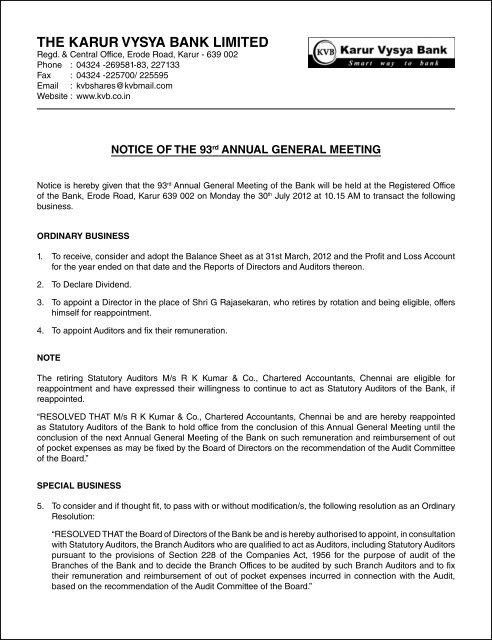 THE KARUR VYSYA BANK LIMITED
Regd. & Central Office, Erode Road, Karur - 639 002
Phone : 04324 -269581-83, 227133
Fax : 04324 -225700/ 225595
Email : kvbshares@kvbmail.com
Website : www.kvb.co.in
KVB Karur Vysya Bank
Smart way to bank
NOTICE OF THE 93rd ANNUAL GENERAL MEETING
Notice is hereby given that the 93rd Annual General Meeting of the Bank will be held at the Registered Office
of the Bank, Erode Road, Karur 639 002 on Monday the 30th July 2012 at 10.15 AM to transact the following
business.
ORDINARY BUSINESS
1. To receive, consider and adopt the Balance Sheet as at 31st March, 2012 and the Profit and Loss Account
for the year ended on that date and the Reports of Directors and Auditors thereon.
2. To Declare Dividend.
3. To appoint a Director in the place of Shri G Rajasekaran, who retires by rotation and being eligible, offers
himself for reappointment.
4. To appoint Auditors and fix their remuneration.
NOTE
The retiring Statutory Auditors M/s R K Kumar & Co., Chartered Accountants, Chennai are eligible for
reappointment and have expressed their willingness to continue to act as Statutory Auditors of the Bank, if
reappointed.
“RESOLVED THAT M/s R K Kumar & Co., Chartered Accountants, Chennai be and are hereby reappointed
as Statutory Auditors of the Bank to hold office from the conclusion of this Annual General Meeting until the
conclusion of the next Annual General Meeting of the Bank on such remuneration and reimbursement of out
of pocket expenses as may be fixed by the Board of Directors on the recommendation of the Audit Committee
of the Board.”
SPECIAL BUSINESS
5. To consider and if thought fit, to pass with or without modification/s, the following resolution as an Ordinary
Resolution:
“RESOLVED THAT the Board of Directors of the Bank be and is hereby authorised to appoint, in consultation
with Statutory Auditors, the Branch Auditors who are qualified to act as Auditors, including Statutory Auditors
pursuant to the provisions of Section 228 of the Companies Act, 1956 for the purpose of audit of the
Branches of the Bank and to decide the Branch Offices to be audited by such Branch Auditors and to fix
their remuneration and reimbursement of out of pocket expenses incurred in connection with the Audit,
based on the recommendation of the Audit Committee of the Board.”